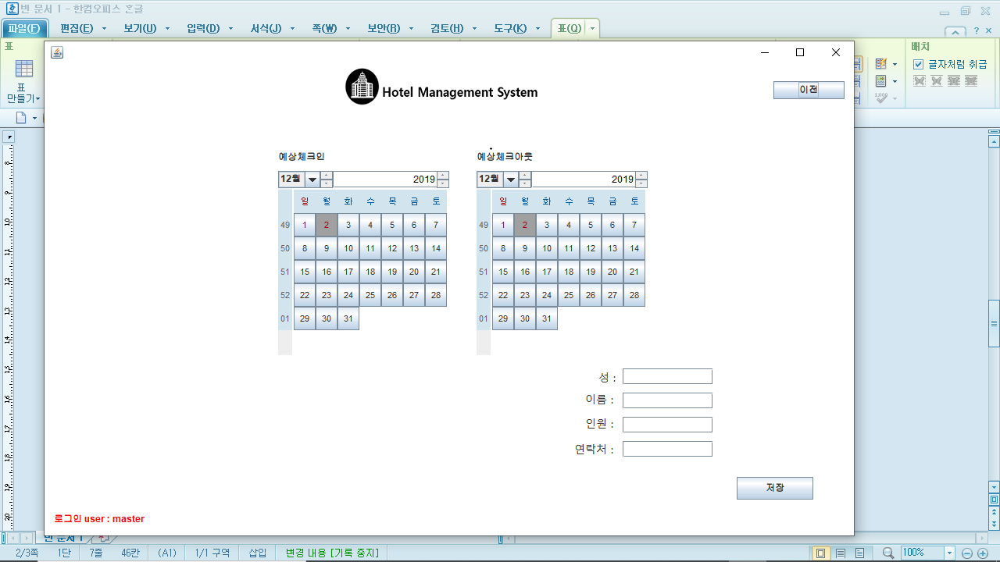 빈 문서 1 - 한컴오피스 한글
파일(F) 편집(E) 보기(U) 입력(D) 서식(J) 쪽(W) 보안(R) 검토(H) 도구(K) 표(Q)
표
표
만들기
배치
글자처럼 취급
Hotel Management System
이전
예상체크인
12월 2019
일 월 화 수 목 금 토
49 1 2 3 4 5 6 7
50 8 9 10 11 12 13 14
51 15 16 17 18 19 20 21
52 22 23 24 25 26 27 28
01 29 30 31
예상체크아웃
12월 2019
일 월 화 수 목 금 토
49 1 2 3 4 5 6 7
50 8 9 10 11 12 13 14
51 15 16 17 18 19 20 21
52 22 23 24 25 26 27 28
01 29 30 31
성 :
이름 :
인원 :
연락처 :
저장
로그인 user : master
빈 문서 1
2/3쪽 1단 7줄 46칸 (A1) 1/1 구역 삽입 변경 내용 [기록 중지] 100%